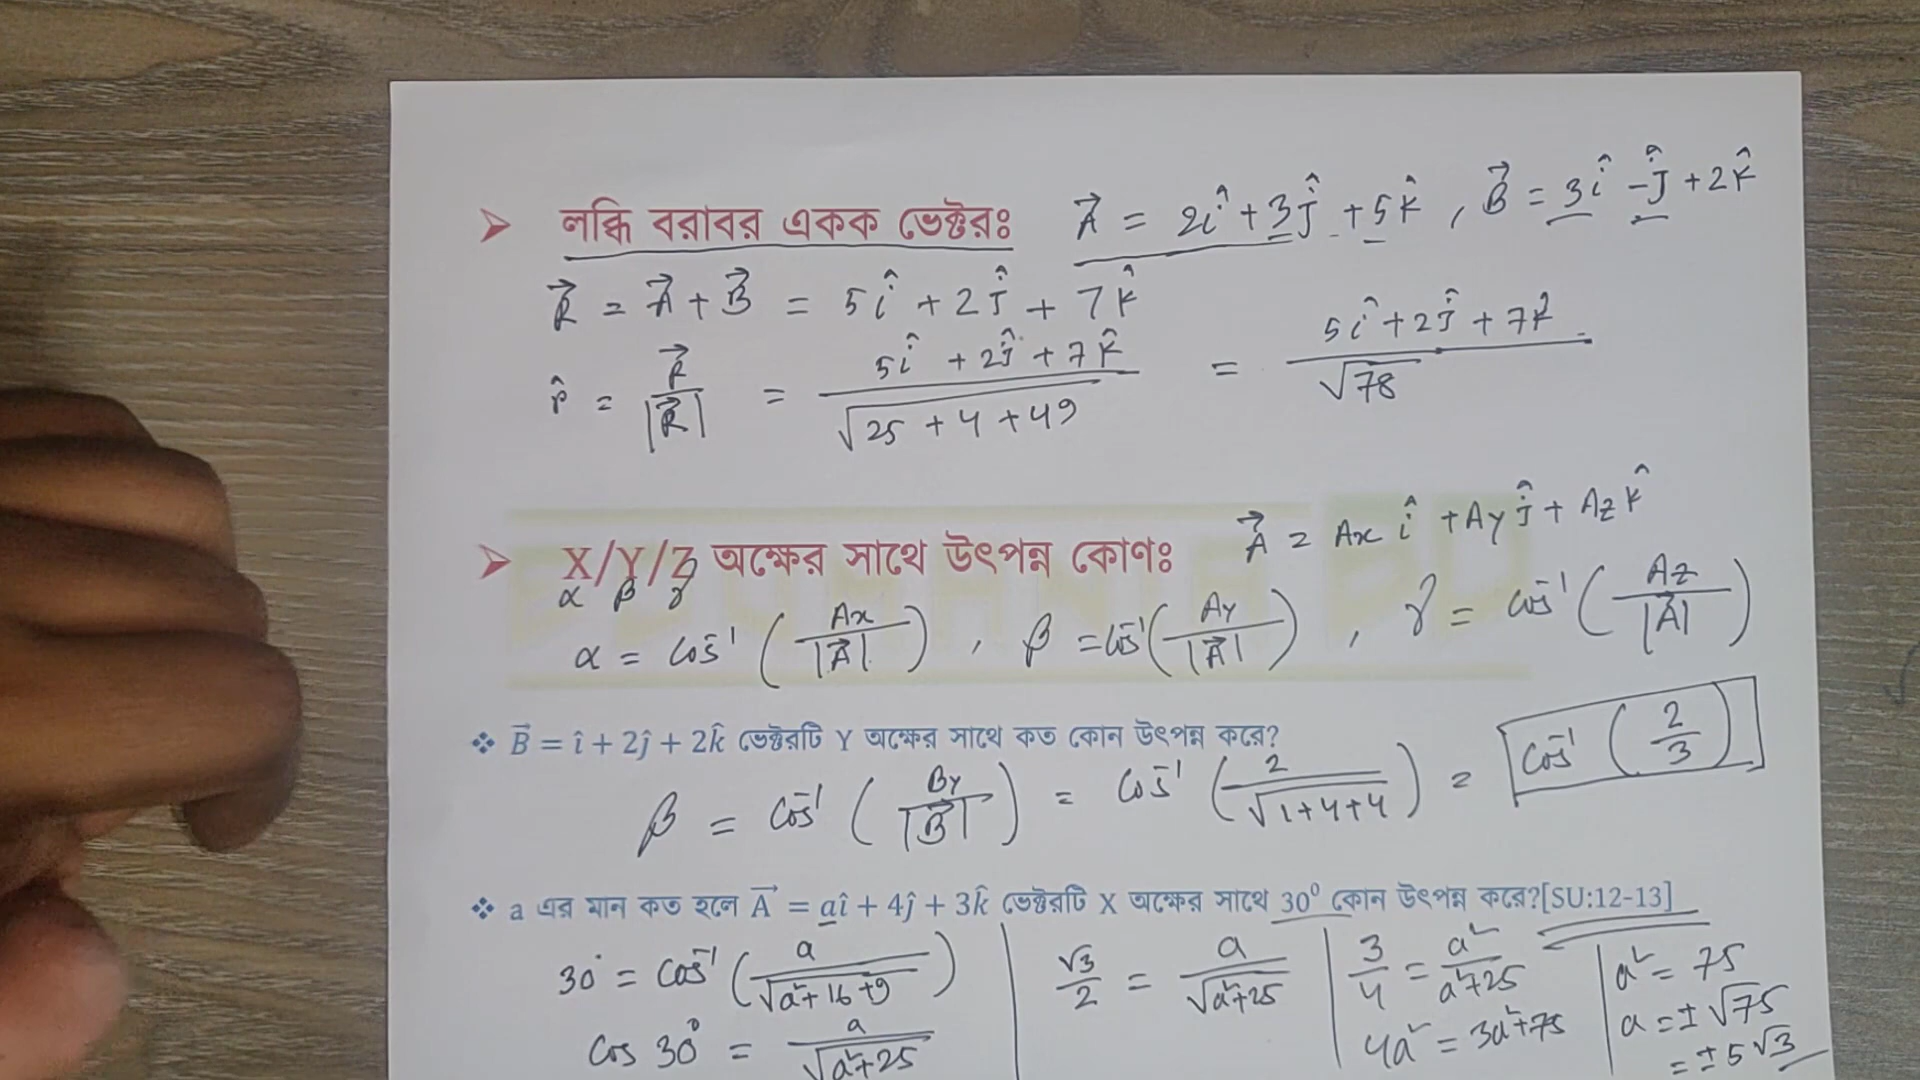 ➤ লব্ধি বরাবর একক ভেক্টরঃ A⃗ = 2î + 3ĵ + 5k̂ , B⃗ = 3î - ĵ + 2k̂
R⃗ = A⃗ + B⃗ = 5î + 2ĵ + 7k̂
r̂ = R⃗/|R⃗| = (5î + 2ĵ + 7k̂)/√(25 + 4 + 49) = (5î + 2ĵ + 7k̂)/√78
➤ X/Y/Z অক্ষের সাথে উৎপন্ন কোণঃ A⃗ = Ax î + Ay ĵ + Az k̂
α β γ
α = cos⁻¹ (Ax/|A⃗|) , β = cos⁻¹ (Ay/|A⃗|) , γ = cos⁻¹ (Az/|A⃗|)
❖ B⃗ = î + 2ĵ + 2k̂ ভেক্টরটি Y অক্ষের সাথে কত কোন উৎপন্ন করে?
β = cos⁻¹ (By/|B⃗|) = cos⁻¹ (2/√(1+4+4)) = cos⁻¹ (2/3)
❖ a এর মান কত হলে A⃗ = aî + 4ĵ + 3k̂ ভেক্টরটি X অক্ষের সাথে 30⁰ কোন উৎপন্ন করে?[SU:12-13]
30° = cos⁻¹ (a/√(a²+16+9))
cos 30° = a/√(a²+25)
√3/2 = a/√(a²+25)
3/4 = a²/(a²+25)
4a² = 3a²+75
a² = 75
a = ± √75
= ± 5√3